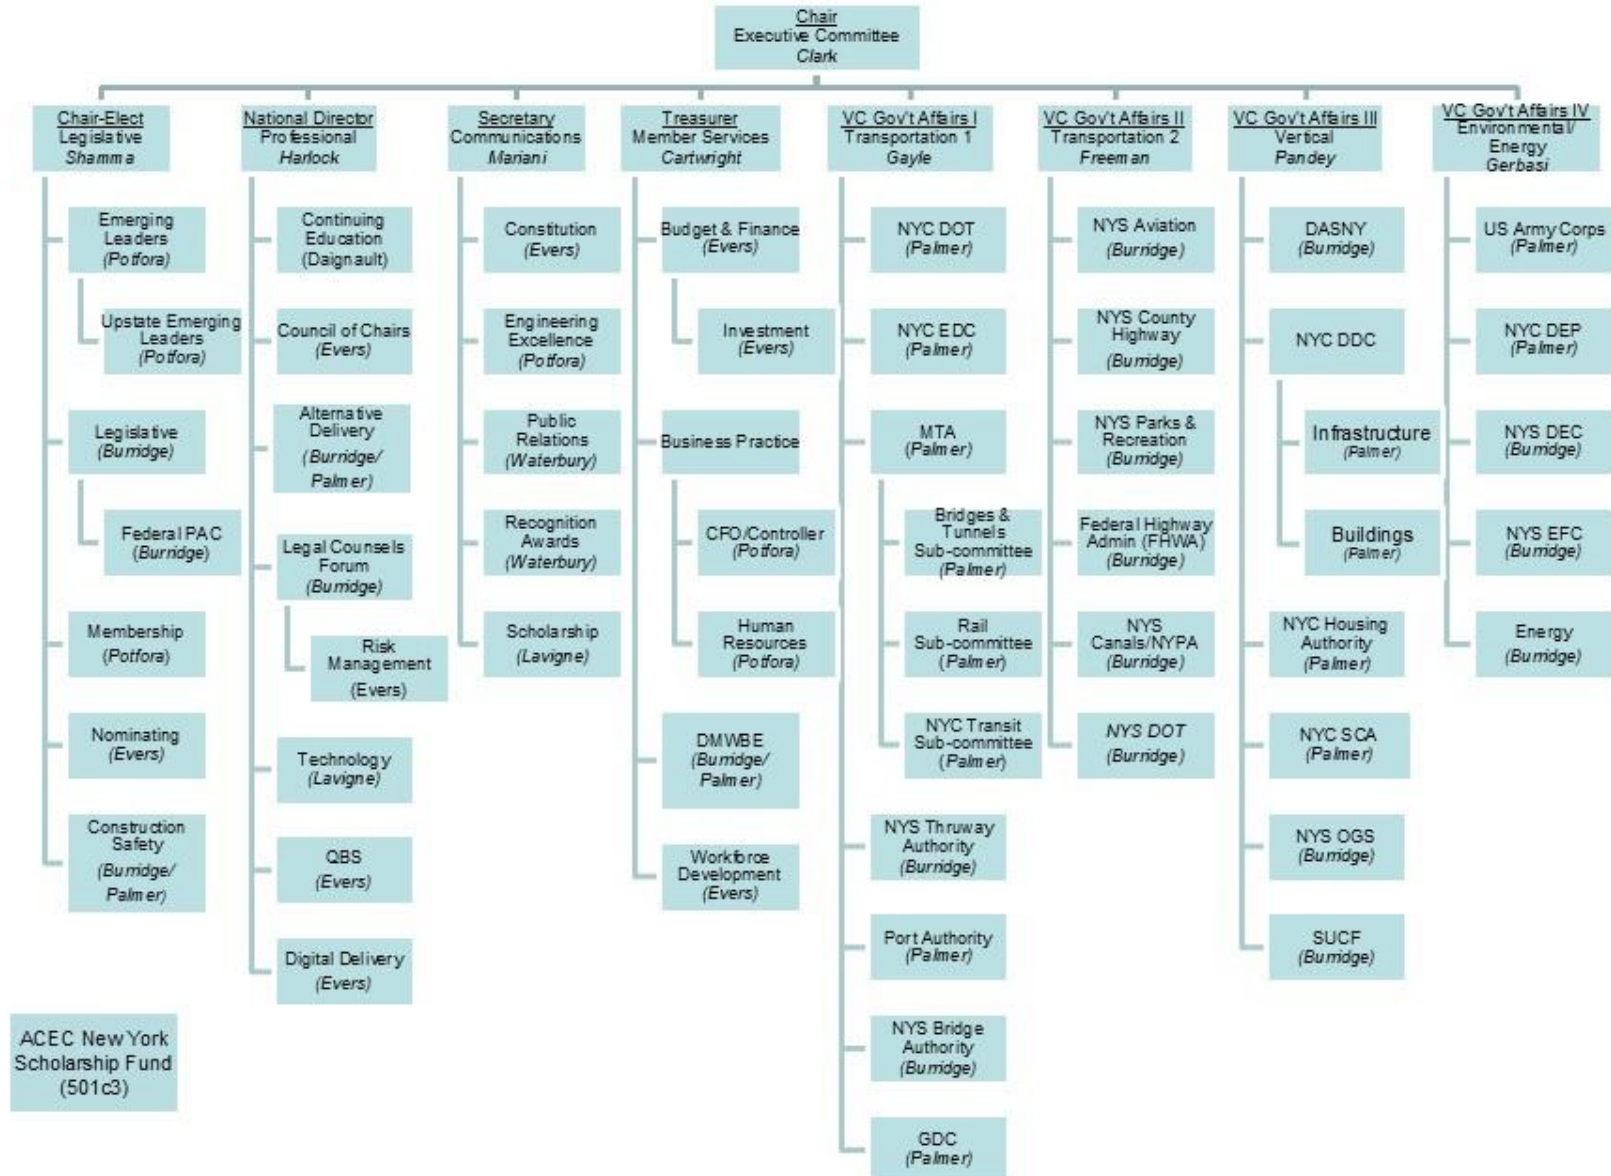 Chair
Executive Committee
Clark
Chair-Elect
Legislative
Shamma
Emerging
Leaders
(Potfora)
Upstate Emerging
Leaders
(Potfora)
Legislative
(Burridge)
Federal PAC
(Burridge)
Membership
(Potfora)
Nominating
(Evers)
Construction
Safety
(Burridge/
Palmer)
National Director
Professional
Harlock
Continuing
Education
(Daignault)
Council of Chairs
(Evers)
Alternative
Delivery
(Burridge/
Palmer)
Legal Counsels
Forum
(Burridge)
Risk
Management
(Evers)
Technology
(Lavigne)
QBS
(Evers)
Digital Delivery
(Evers)
Secretary
Communications
Mariani
Constitution
(Evers)
Engineering
Excellence
(Potfora)
Public
Relations
(Waterbury)
Recognition
Awards
(Waterbury)
Scholarship
(Lavigne)
Treasurer
Member Services
Cartwright
Budget & Finance
(Evers)
Investment
(Evers)
Business Practice
CFO/Controller
(Potfora)
Human
Resources
(Potfora)
DMWBE
(Burridge/
Palmer)
Workforce
Development
(Evers)
VC Gov't Affairs I
Transportation 1
Gayle
NYC DOT
(Palmer)
NYC EDC
(Palmer)
MTA
(Palmer)
Bridges &
Tunnels
Sub-committee
(Palmer)
Rail
Sub-committee
(Palmer)
NYC Transit
Sub-committee
(Palmer)
NYS Thruway
Authority
(Burridge)
Port Authority
(Palmer)
NYS Bridge
Authority
(Burridge)
GDC
(Palmer)
VC Gov't Affairs II
Transportation 2
Freeman
NYS Aviation
(Burridge)
NYS County
Highway
(Burridge)
NYS Parks &
Recreation
(Burridge)
Federal Highway
Admin (FHWA)
(Burridge)
NYS
Canals/NYPA
(Burridge)
NYS DOT
(Burridge)
VC Gov't Affairs III
Vertical
Pandey
DASNY
(Burridge)
NYC DDC
Infrastructure
(Palmer)
Buildings
(Palmer)
NYC Housing
Authority
(Palmer)
NYC SCA
(Palmer)
NYS OGS
(Burridge)
SUCF
(Burridge)
VC Gov't Affairs IV
Environmental/
Energy
Gerbasi
US Army Corps
(Palmer)
NYC DEP
(Palmer)
NYS DEC
(Burridge)
NYS EFC
(Burridge)
Energy
(Burridge)
ACEC New York
Scholarship Fund
(501c3)